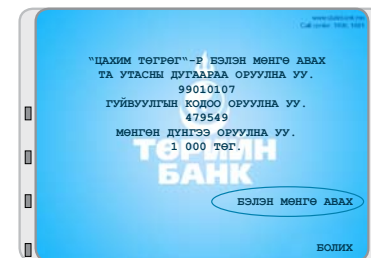 "ЦАХИМ ТӨГРӨГ"-Р БЭЛЭН МӨНГӨ АВАХ
ТА УТАСНЫ ДУГААРАА ОРУУЛНА УУ.
99010107
ГУЙВУУЛГЫН КОДОО ОРУУЛНА УУ.
479549
МӨНГӨН ДҮНГЭЭ ОРУУЛНА УУ.
1 000 ТӨГ.
ТӨРИЙН
БАНК
БЭЛЭН МӨНГӨ АВАХ
БОЛИХ